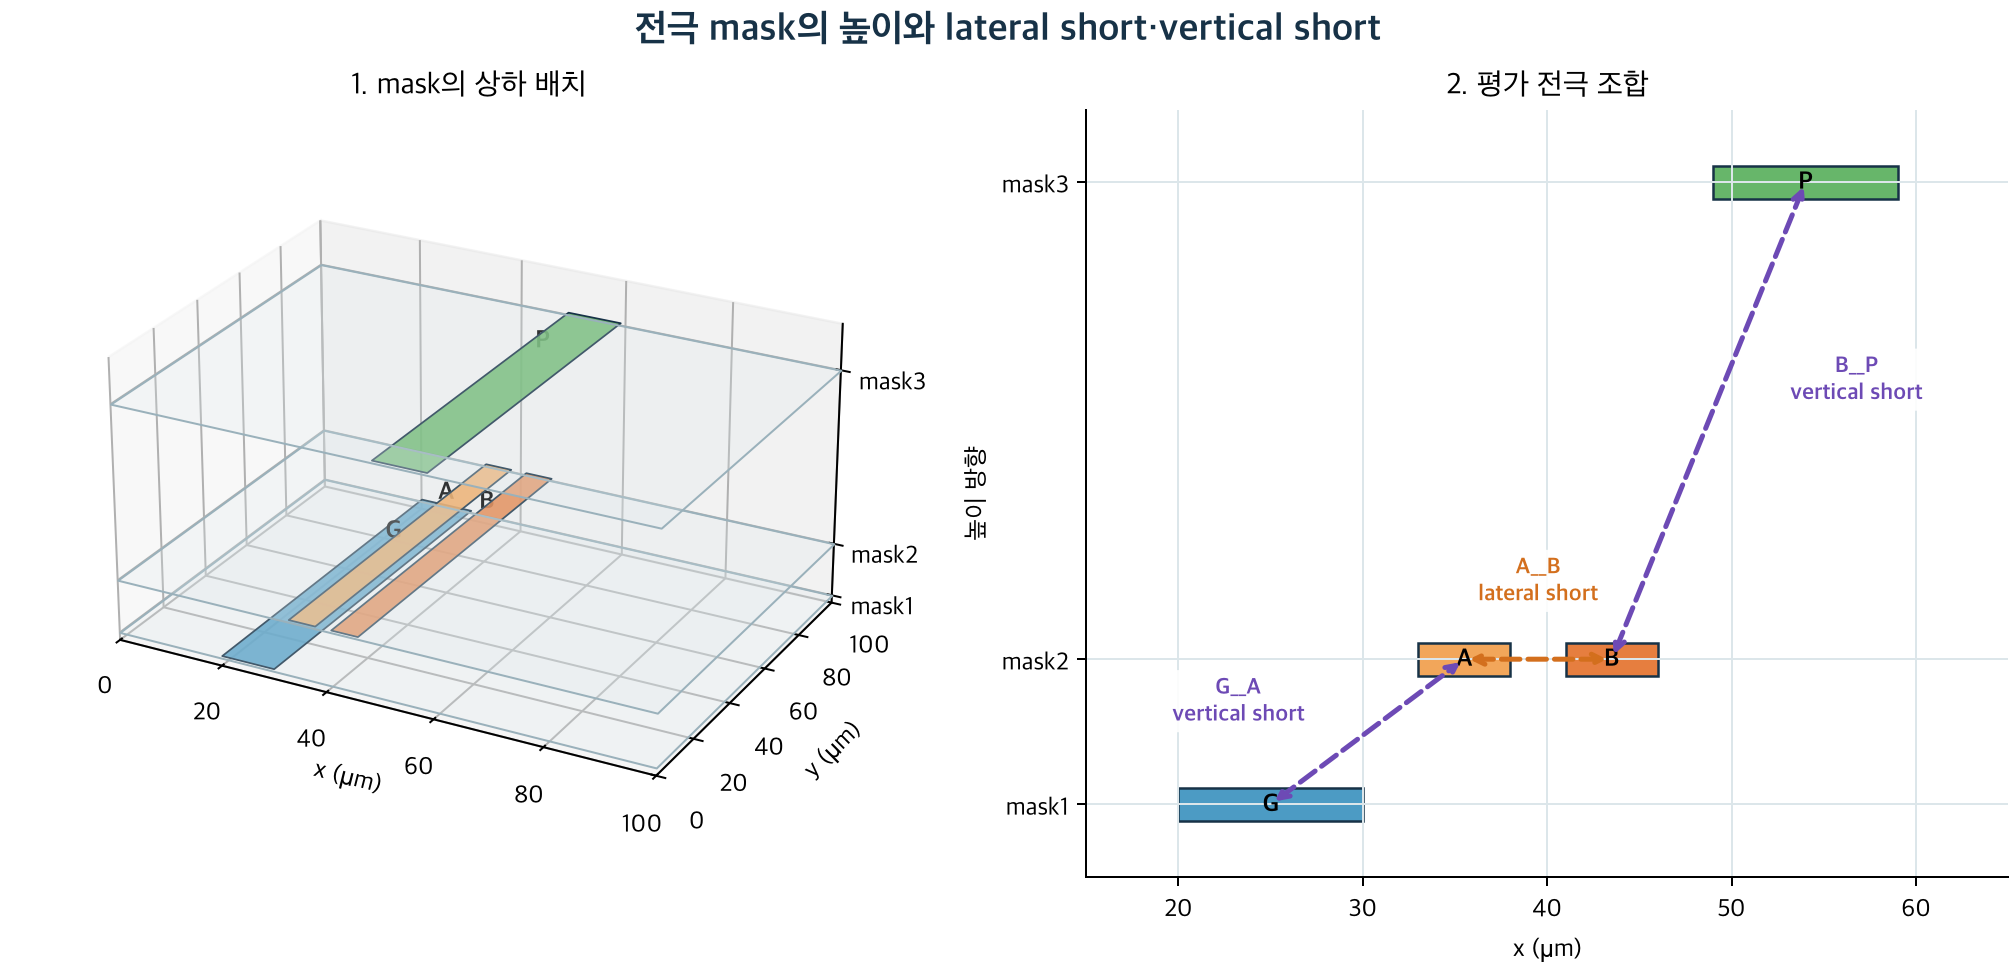 전극 mask의 높이와 lateral short·vertical short
1. mask의 상하 배치
P
A
B
G
mask3
mask2
mask1
0
20
40
60
80
100
x (μm)
0
20
40
60
80
100
y (μm)
2. 평가 전극 조합
높이 방향
mask3
mask2
mask1
P
B__P
vertical short
A__B
lateral short
A
B
G__A
vertical short
G
20
30
40
50
60
x (μm)